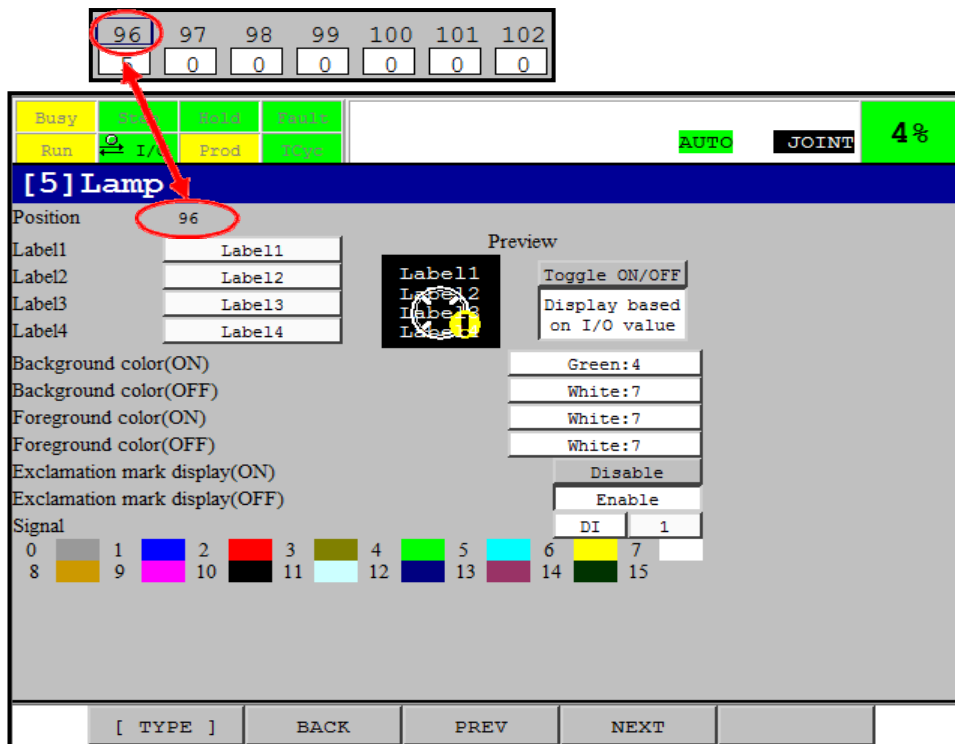 96 97 98 99 100 101 102
5 0 0 0 0 0 0
Busy Step Hold Fault
Run I/O Prod TCyc
AUTO JOINT 4%
[5]Lamp
Position 96
Preview
Label1 Label1
Label2 Label2
Label3 Label3
Label4 Label4
Label1
Label2
Label3
Label4
Toggle ON/OFF
Display based
on I/O value
Background color(ON) Green:4
Background color(OFF) White:7
Foreground color(ON) White:7
Foreground color(OFF) White:7
Exclamation mark display(ON) Disable
Exclamation mark display(OFF) Enable
Signal DI 1
0 1 2 3 4 5 6 7
8 9 10 11 12 13 14 15
[ TYPE ] BACK PREV NEXT